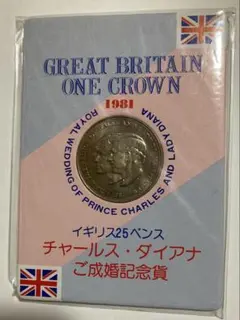 GREAT BRITAIN
ONE CROWN
1981
ROYAL WEDDING OF PRINCE CHARLES AND LADY DIANA
イギリス25ペンス
チャールス・ダイアナ
ご成婚記念貨